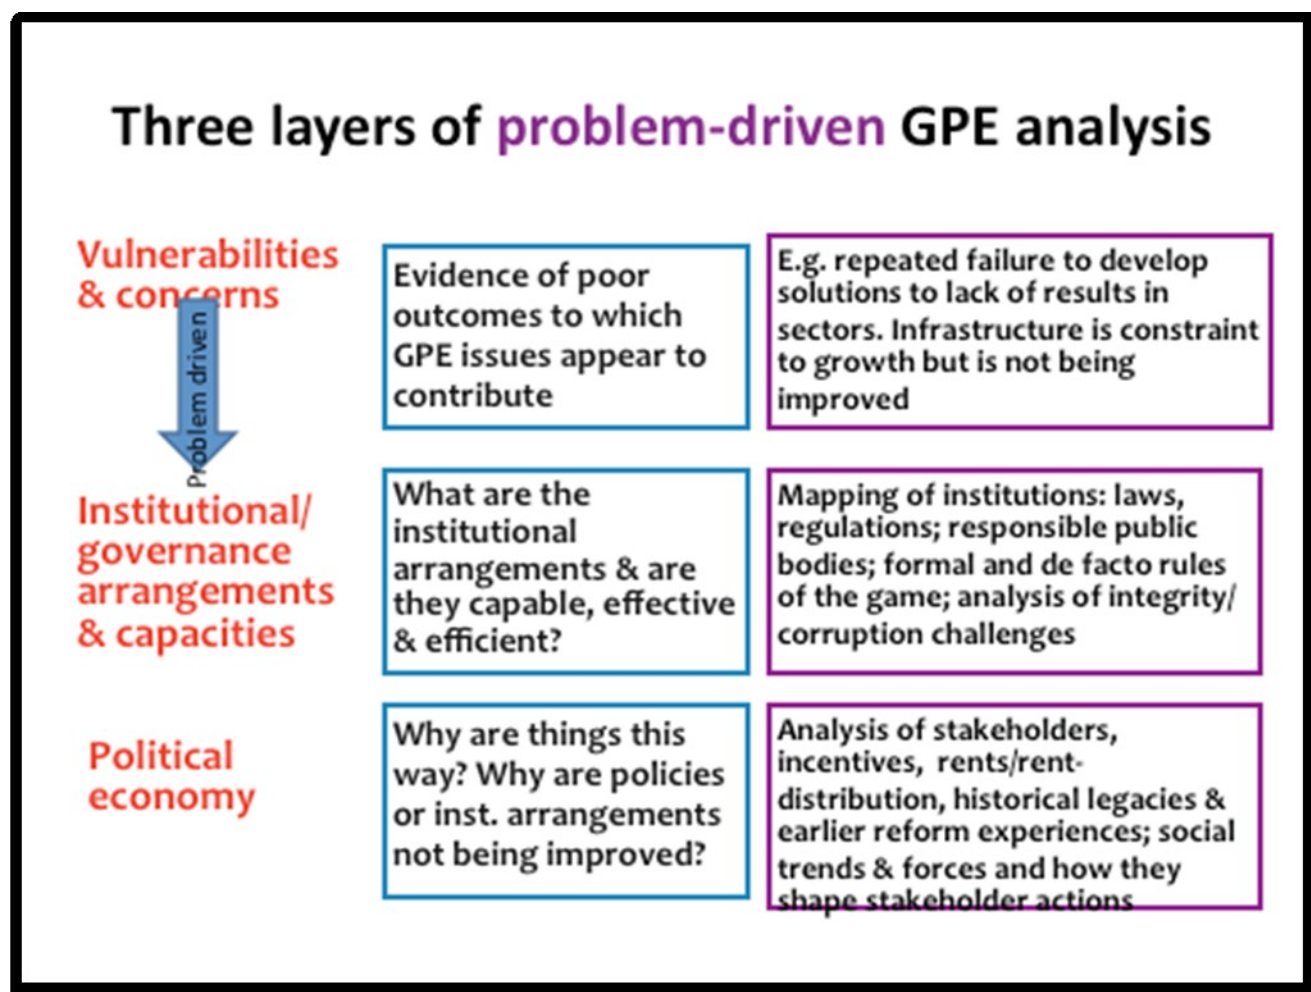 Three layers of problem-driven GPE analysis
Vulnerabilities
& concerns
Problem driven
Evidence of poor
outcomes to which
GPE issues appear to
contribute
E.g. repeated failure to develop
solutions to lack of results in
sectors. Infrastructure is constraint
to growth but is not being
improved
Institutional/
governance
arrangements
& capacities
What are the
institutional
arrangements & are
they capable, effective
& efficient?
Mapping of institutions: laws,
regulations; responsible public
bodies; formal and de facto rules
of the game; analysis of integrity/
corruption challenges
Political
economy
Why are things this
way? Why are policies
or inst. arrangements
not being improved?
Analysis of stakeholders,
incentives, rents/rent-
distribution, historical legacies &
earlier reform experiences; social
trends & forces and how they
shape stakeholder actions